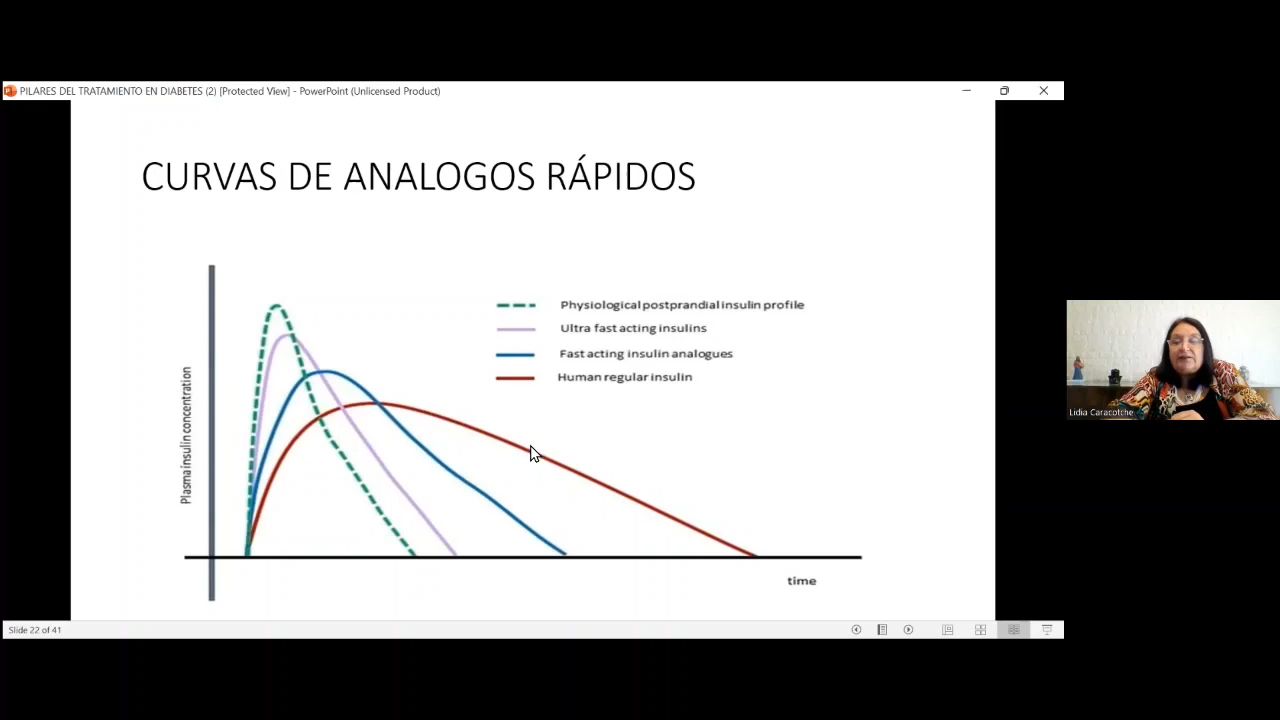 PILARES DEL TRATAMIENTO EN DIABETES (2) [Protected View] - PowerPoint (Unlicensed Product)
CURVAS DE ANALOGOS RÁPIDOS
Plasma insulin concentration
Physiological postprandial insulin profile
Ultra fast acting insulins
Fast acting insulin analogues
Human regular insulin
time
Lidia Caracotche
Slide 22 of 41